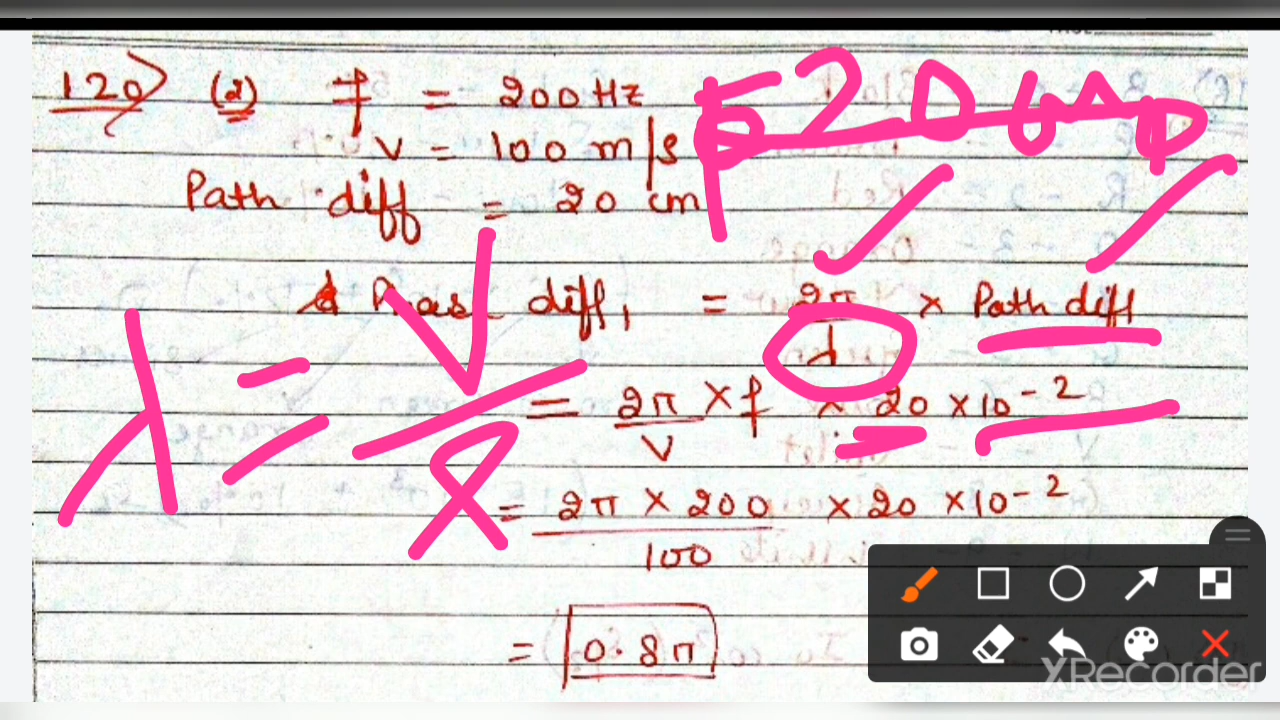 120) (2) f = 200 Hz
v = 100 m/s
Path diff = 20 cm
diff, = 2π/λ × Path diff
= 2π/v × f × 20 × 10⁻²
= 2π × 200/100 × 20 × 10⁻²
= 0.8π
λ = v/
XRecorder